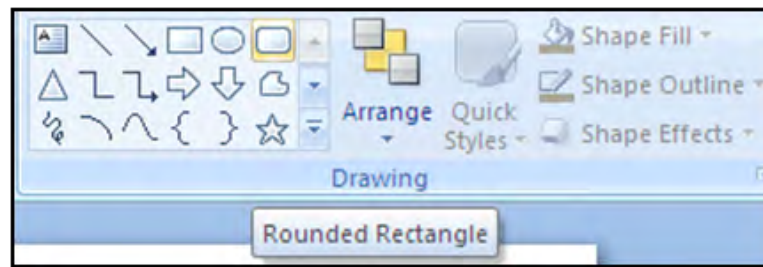 A
Shape Fill
Shape Outline
Arrange
Quick
Styles
Shape Effects
Drawing
Rounded Rectangle